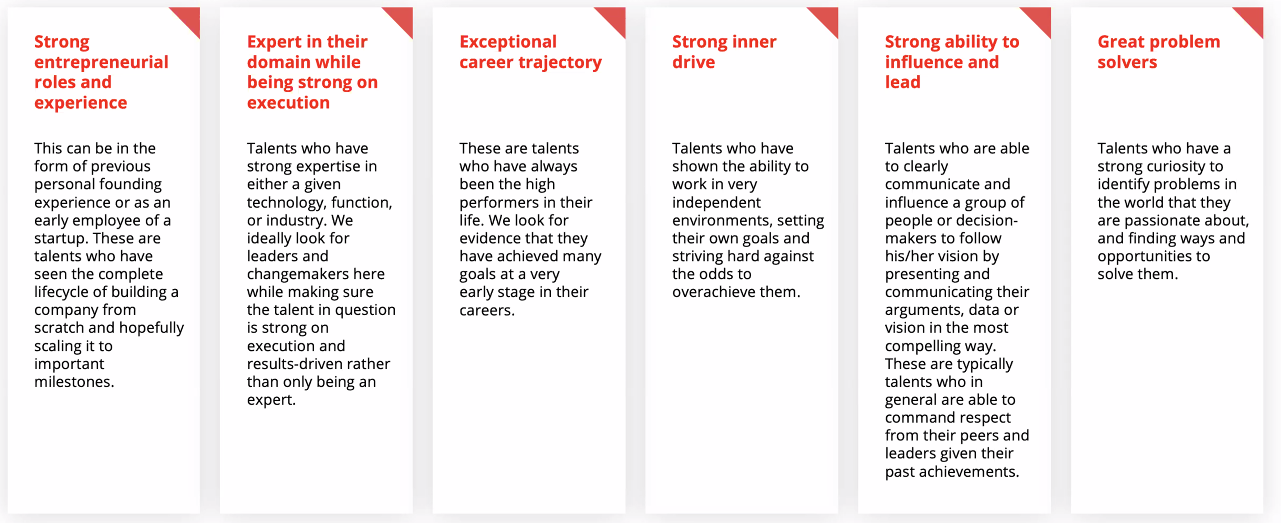 Strong
entrepreneurial
roles and
experience
This can be in the
form of previous
personal founding
experience or as an
early employee of a
startup. These are
talents who have
seen the complete
lifecycle of building a
company from
scratch and hopefully
scaling it to
important
milestones.
Expert in their
domain while
being strong on
execution
Talents who have
strong expertise in
either a given
technology, function,
or industry. We
ideally look for
leaders and
changemakers here
while making sure
the talent in question
is strong on
execution and
results-driven rather
than only being an
expert.
Exceptional
career trajectory
These are talents
who have always
been the high
performers in their
life. We look for
evidence that they
have achieved many
goals at a very
early stage in their
careers.
Strong inner
drive
Talents who have
shown the ability to
work in very
independent
environments, setting
their own goals and
striving hard against
the odds to
overachieve them.
Strong ability to
influence and
lead
Talents who are able
to clearly
communicate and
influence a group of
people or decision-
makers to follow
his/her vision by
presenting and
communicating their
arguments, data or
vision in the most
compelling way.
These are typically
talents who in
general are able to
command respect
from their peers and
leaders given their
past achievements.
Great problem
solvers
Talents who have a
strong curiosity to
identify problems in
the world that they
are passionate about,
and finding ways and
opportunities to
solve them.